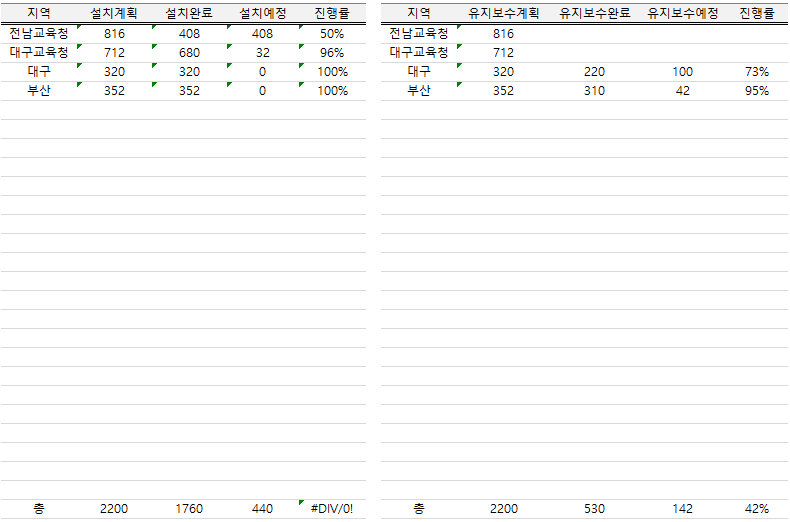 지역 설치계획 설치완료 설치예정 진행률 지역 유지보수계획 유지보수완료 유지보수예정 진행률
전남교육청 816 408 408 50% 전남교육청 816
대구교육청 712 680 32 96% 대구교육청 712
대구 320 320 0 100% 대구 320 220 100 73%
부산 352 352 0 100% 부산 352 310 42 95%
총 2200 1760 440 #DIV/0! 총 2200 530 142 42%